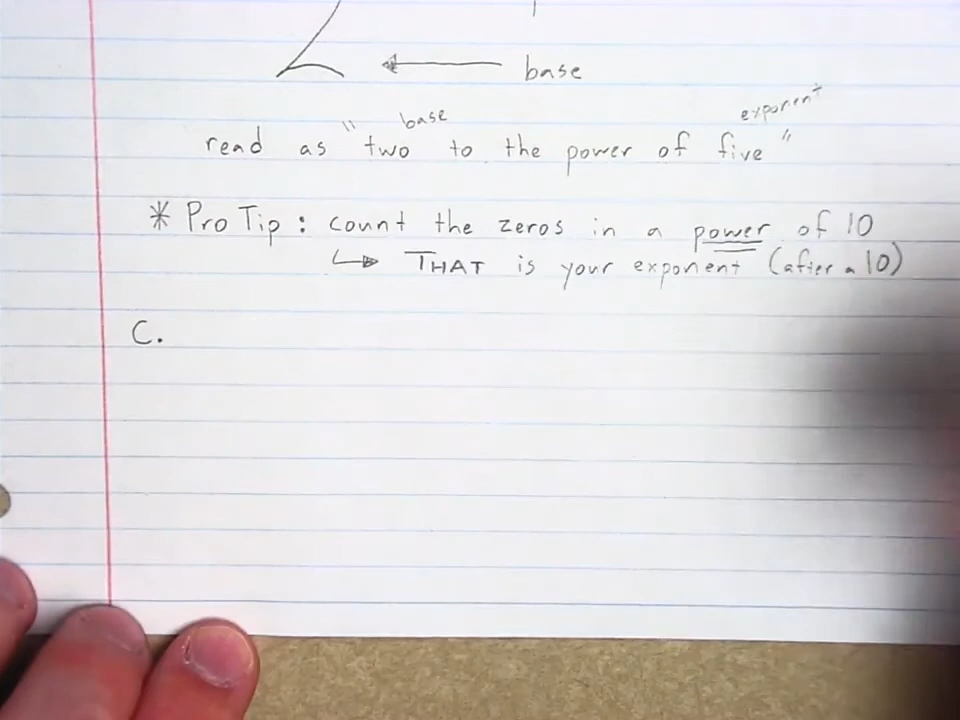 2 ← base
base exponent
read as "two to the power of five"
* Pro Tip: count the zeros in a power of 10
↳ THAT is your exponent (after a 10)
C.